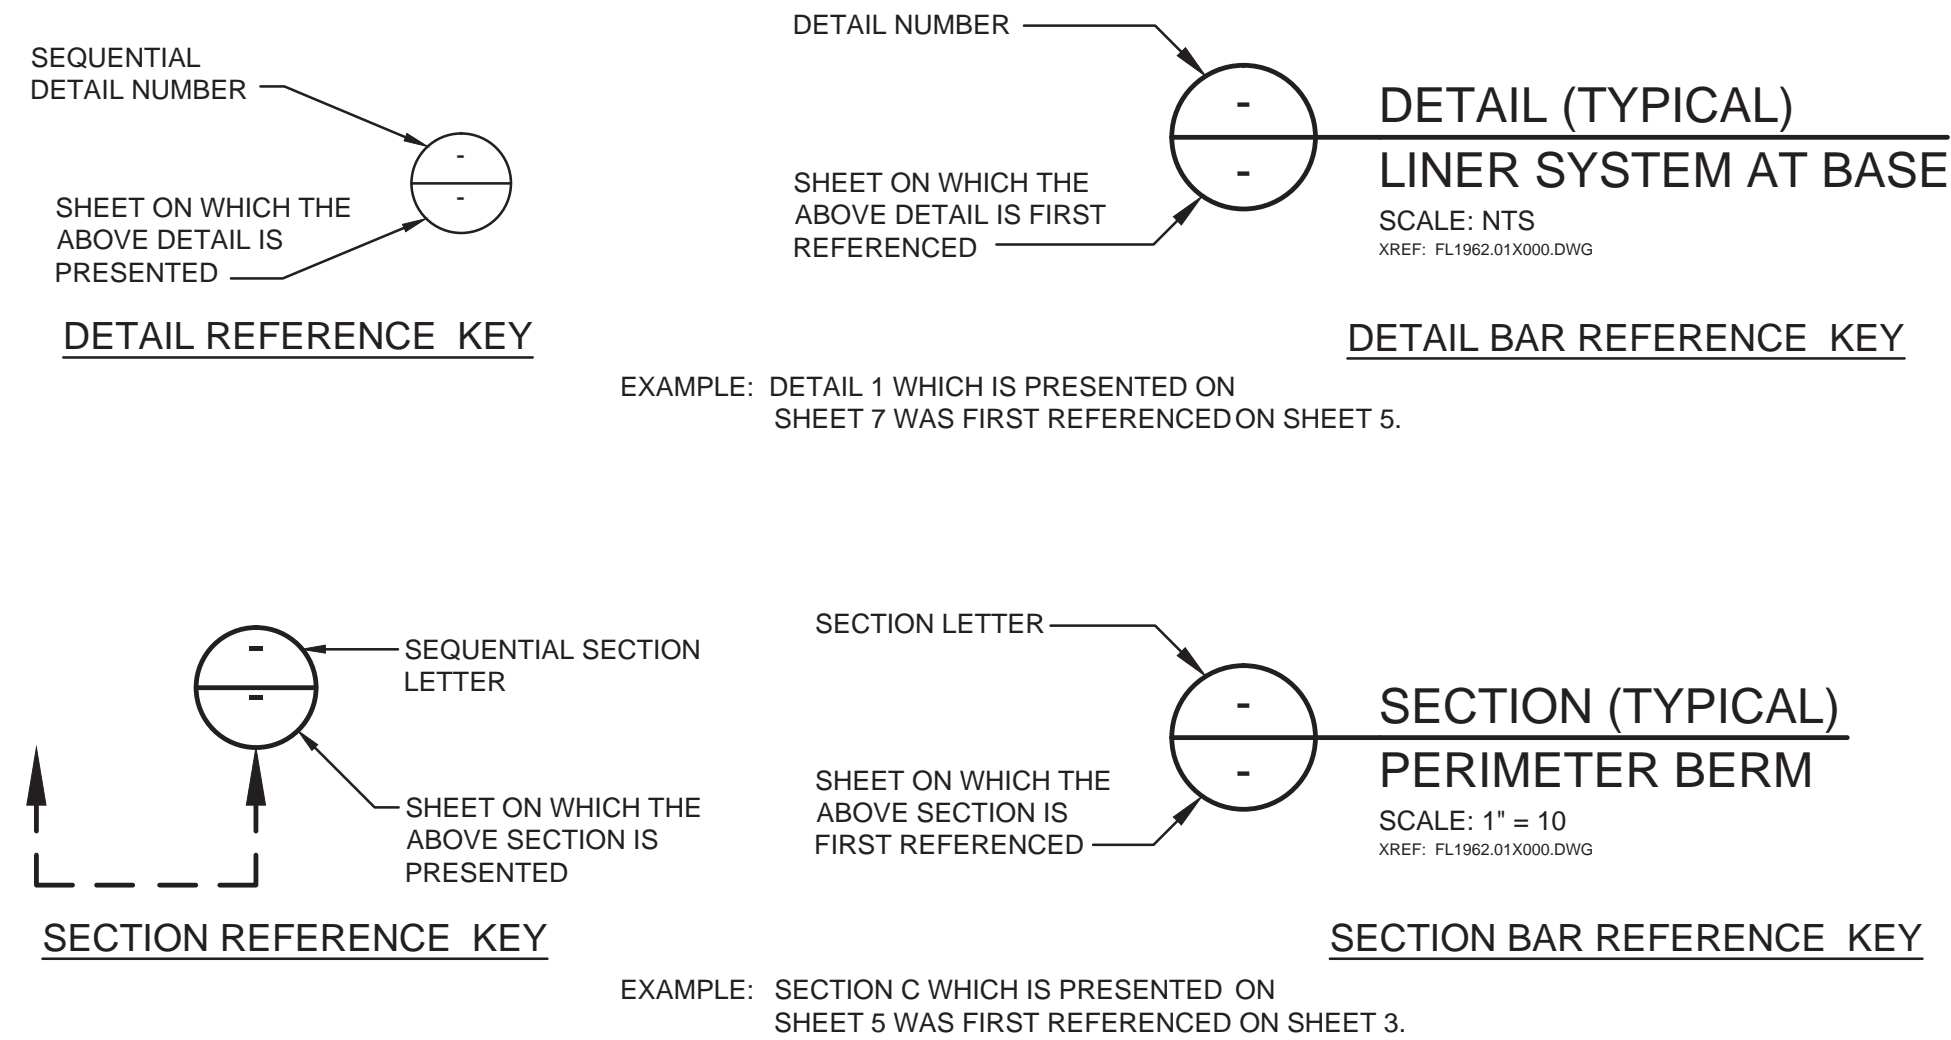 SEQUENTIAL
DETAIL NUMBER
-
-
SHEET ON WHICH THE
ABOVE DETAIL IS
PRESENTED
DETAIL REFERENCE KEY
DETAIL NUMBER
-
-
SHEET ON WHICH THE
ABOVE DETAIL IS FIRST
REFERENCED
DETAIL (TYPICAL)
LINER SYSTEM AT BASE
SCALE: NTS
XREF: FL1962.01X000.DWG
DETAIL BAR REFERENCE KEY
EXAMPLE: DETAIL 1 WHICH IS PRESENTED ON
SHEET 7 WAS FIRST REFERENCED ON SHEET 5.
-
-
SEQUENTIAL SECTION
LETTER
SHEET ON WHICH THE
ABOVE SECTION IS
PRESENTED
SECTION REFERENCE KEY
SECTION LETTER
-
-
SHEET ON WHICH THE
ABOVE SECTION IS
FIRST REFERENCED
SECTION (TYPICAL)
PERIMETER BERM
SCALE: 1" = 10
XREF: FL1962.01X000.DWG
SECTION BAR REFERENCE KEY
EXAMPLE: SECTION C WHICH IS PRESENTED ON
SHEET 5 WAS FIRST REFERENCED ON SHEET 3.